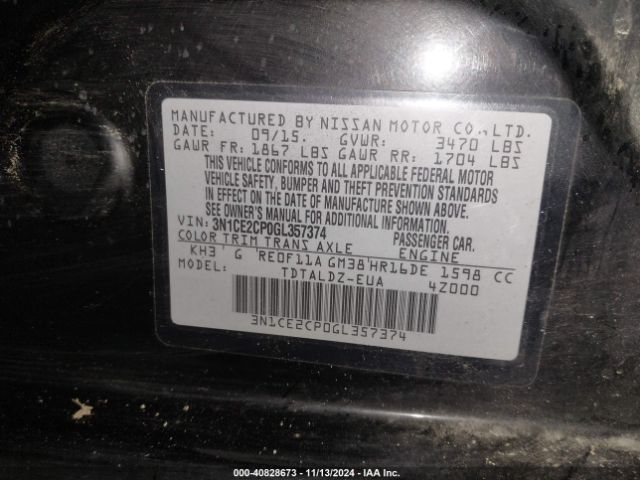 MANUFACTURED BY NISSAN MOTOR CO., LTD.
DATE: 09/15. GVWR: 3470 LBS
GAWR FR: 1867 LBS GAWR RR: 1704 LBS
THIS VEHICLE CONFORMS TO ALL APPLICABLE FEDERAL MOTOR
VEHICLE SAFETY, BUMPER AND THEFT PREVENTION STANDARDS
IN EFFECT ON THE DATE OF MANUFACTURE SHOWN ABOVE.
SEE OWNER'S MANUAL FOR ADDITIONAL INFORMATION
VIN: 3N1CE2CP0GL357374 PASSENGER CAR.
COLOR TRIM TRANS AXLE ENGINE
KH3 G RE0F11A GM38 HR16DE 1598 CC
MODEL: TDTALDZ-EUA 4Z000
3N1CE2CP0GL357374
000-40828673 - 11/13/2024 - IAA Inc.